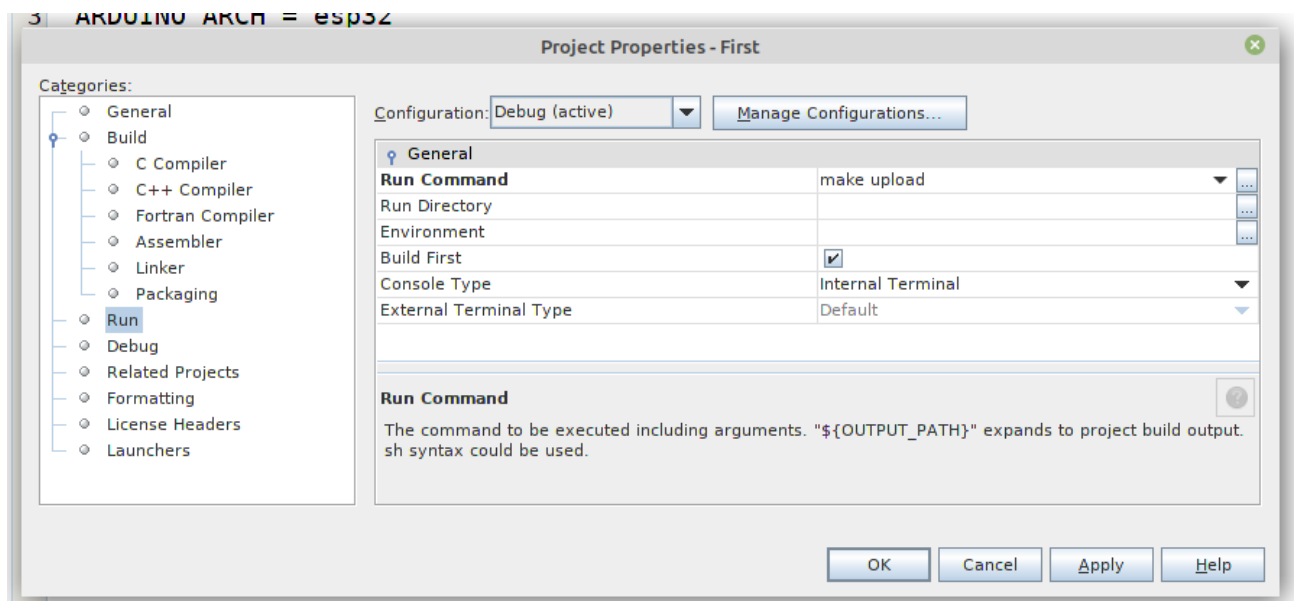 3 ARDUINO_ARCH = esp32
Project Properties - First
Categories:
General
Build
C Compiler
C++ Compiler
Fortran Compiler
Assembler
Linker
Packaging
Run
Debug
Related Projects
Formatting
License Headers
Launchers
Configuration: Debug (active) Manage Configurations...
General
Run Command make upload ...
Run Directory ...
Environment ...
Build First
Console Type Internal Terminal
External Terminal Type Default
Run Command
The command to be executed including arguments. "${OUTPUT_PATH}" expands to project build output.
sh syntax could be used.
OK Cancel Apply Help